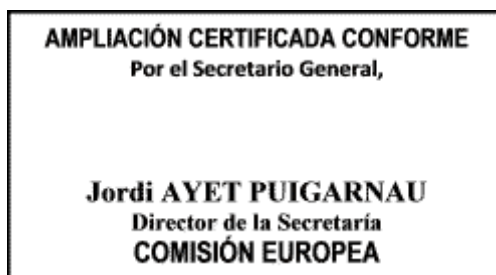 AMPLIACIÓN CERTIFICADA CONFORME
Por el Secretario General,
Jordi AYET PUIGARNAU
Director de la Secretaría
COMISIÓN EUROPEA